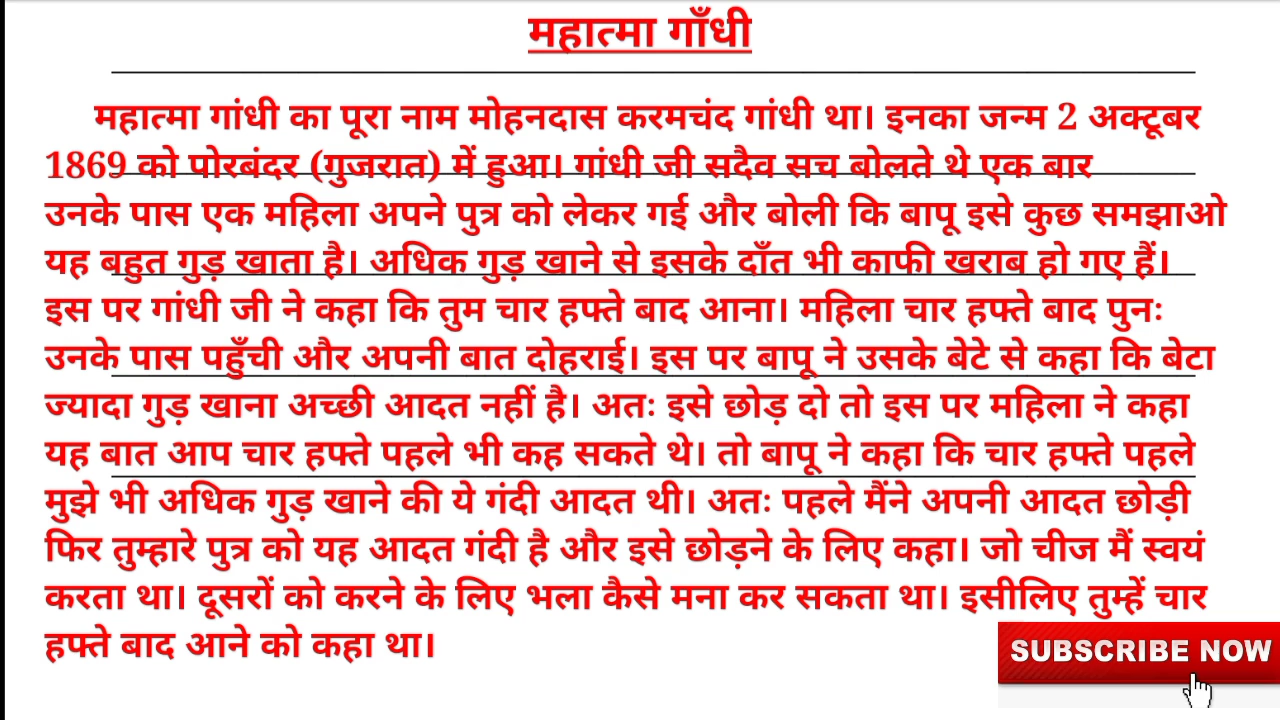 महात्मा गाँधी
महात्मा गांधी का पूरा नाम मोहनदास करमचंद गांधी था। इनका जन्म 2 अक्टूबर
1869 को पोरबंदर (गुजरात) में हुआ। गांधी जी सदैव सच बोलते थे एक बार
उनके पास एक महिला अपने पुत्र को लेकर गई और बोली कि बापू इसे कुछ समझाओ
यह बहुत गुड़ खाता है। अधिक गुड़ खाने से इसके दाँत भी काफी खराब हो गए हैं।
इस पर गांधी जी ने कहा कि तुम चार हफ्ते बाद आना। महिला चार हफ्ते बाद पुनः
उनके पास पहुँची और अपनी बात दोहराई। इस पर बापू ने उसके बेटे से कहा कि बेटा
ज्यादा गुड़ खाना अच्छी आदत नहीं है। अतः इसे छोड़ दो तो इस पर महिला ने कहा
यह बात आप चार हफ्ते पहले भी कह सकते थे। तो बापू ने कहा कि चार हफ्ते पहले
मुझे भी अधिक गुड़ खाने की ये गंदी आदत थी। अतः पहले मैंने अपनी आदत छोड़ी
फिर तुम्हारे पुत्र को यह आदत गंदी है और इसे छोड़ने के लिए कहा। जो चीज मैं स्वयं
करता था। दूसरों को करने के लिए भला कैसे मना कर सकता था। इसीलिए तुम्हें चार
हफ्ते बाद आने को कहा था।
SUBSCRIBE NOW